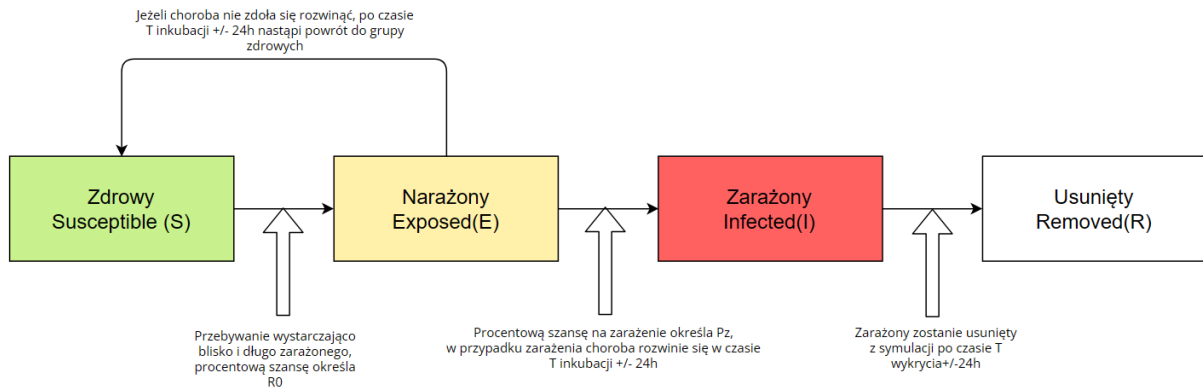 Jeżeli choroba nie zdoła się rozwinąć, po czasie
T inkubacji +/- 24h nastąpi powrót do grupy
zdrowych
Zdrowy
Susceptible (S)
Narażony
Exposed(E)
Zarażony
Infected(I)
Usunięty
Removed(R)
Przebywanie wystarczająco
blisko i długo zarażonego,
procentową szansę określa
R0
Procentową szansę na zarażenie określa Pz,
w przypadku zarażenia choroba rozwinie się w czasie
T inkubacji +/- 24h
Zarażony zostanie usunięty
z symulacji po czasie T
wykrycia+/-24h